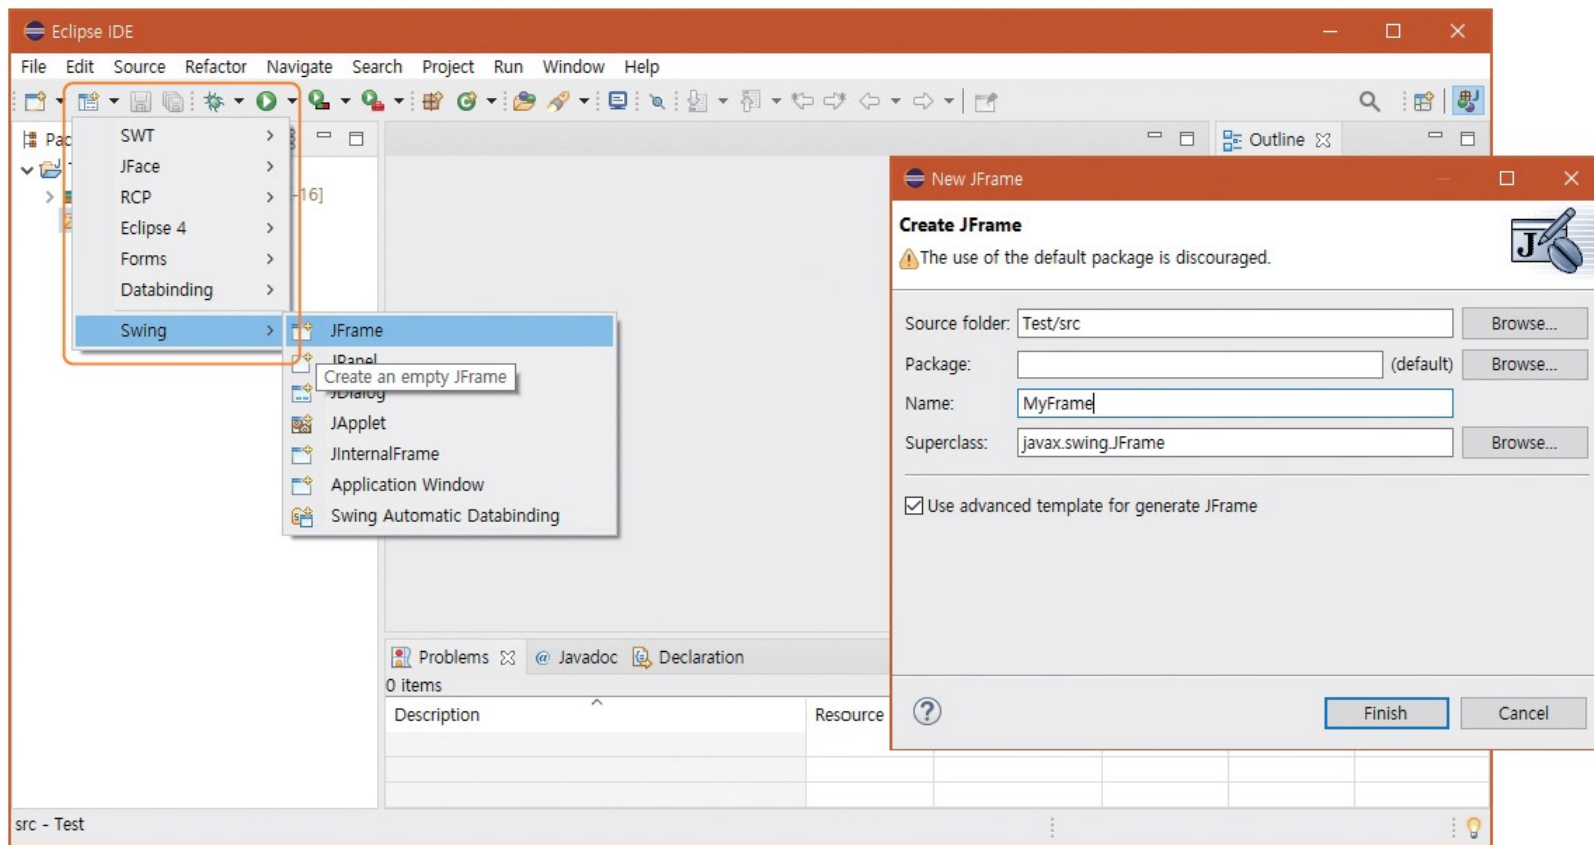 Eclipse IDE
File Edit Source Refactor Navigate Search Project Run Window Help
Pac
SWT
JFace
RCP
Eclipse 4
Forms
Databinding
Swing
-16]
JFrame
JPanel
Create an empty JFrame
JDialog
JApplet
JInternalFrame
Application Window
Swing Automatic Databinding
Outline
New JFrame
Create JFrame
The use of the default package is discouraged.
Source folder: Test/src Browse...
Package: (default) Browse...
Name: MyFrame
Superclass: javax.swing.JFrame Browse...
Use advanced template for generate JFrame
Finish Cancel
Problems @ Javadoc Declaration
0 items
Description Resource
src - Test